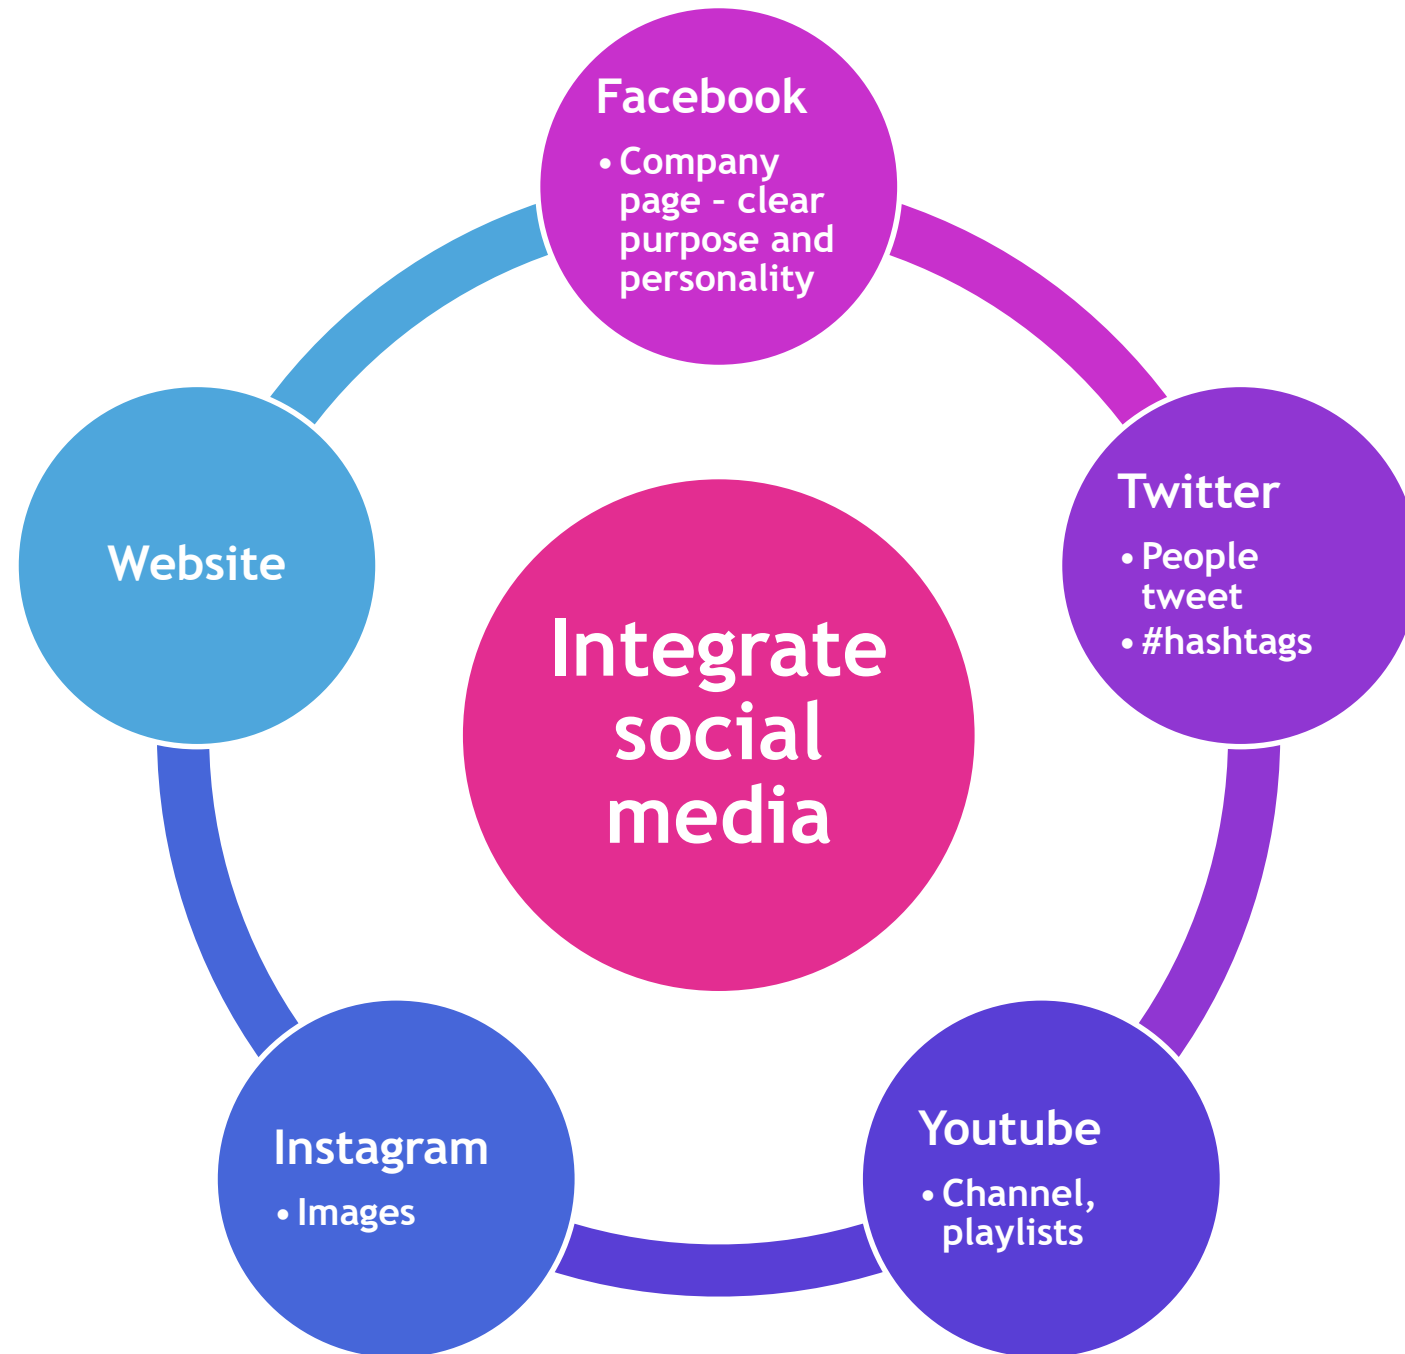 Facebook
• Company
page – clear
purpose and
personality
Twitter
• People
tweet
• #hashtags
Website
Integrate
social
media
Youtube
• Channel,
playlists
Instagram
• Images